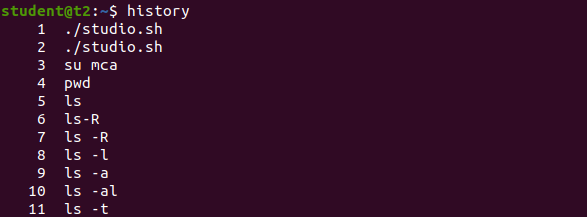 student@t2:~$ history
1 ./studio.sh
2 ./studio.sh
3 su mca
4 pwd
5 ls
6 ls-R
7 ls -R
8 ls -l
9 ls -a
10 ls -al
11 ls -t